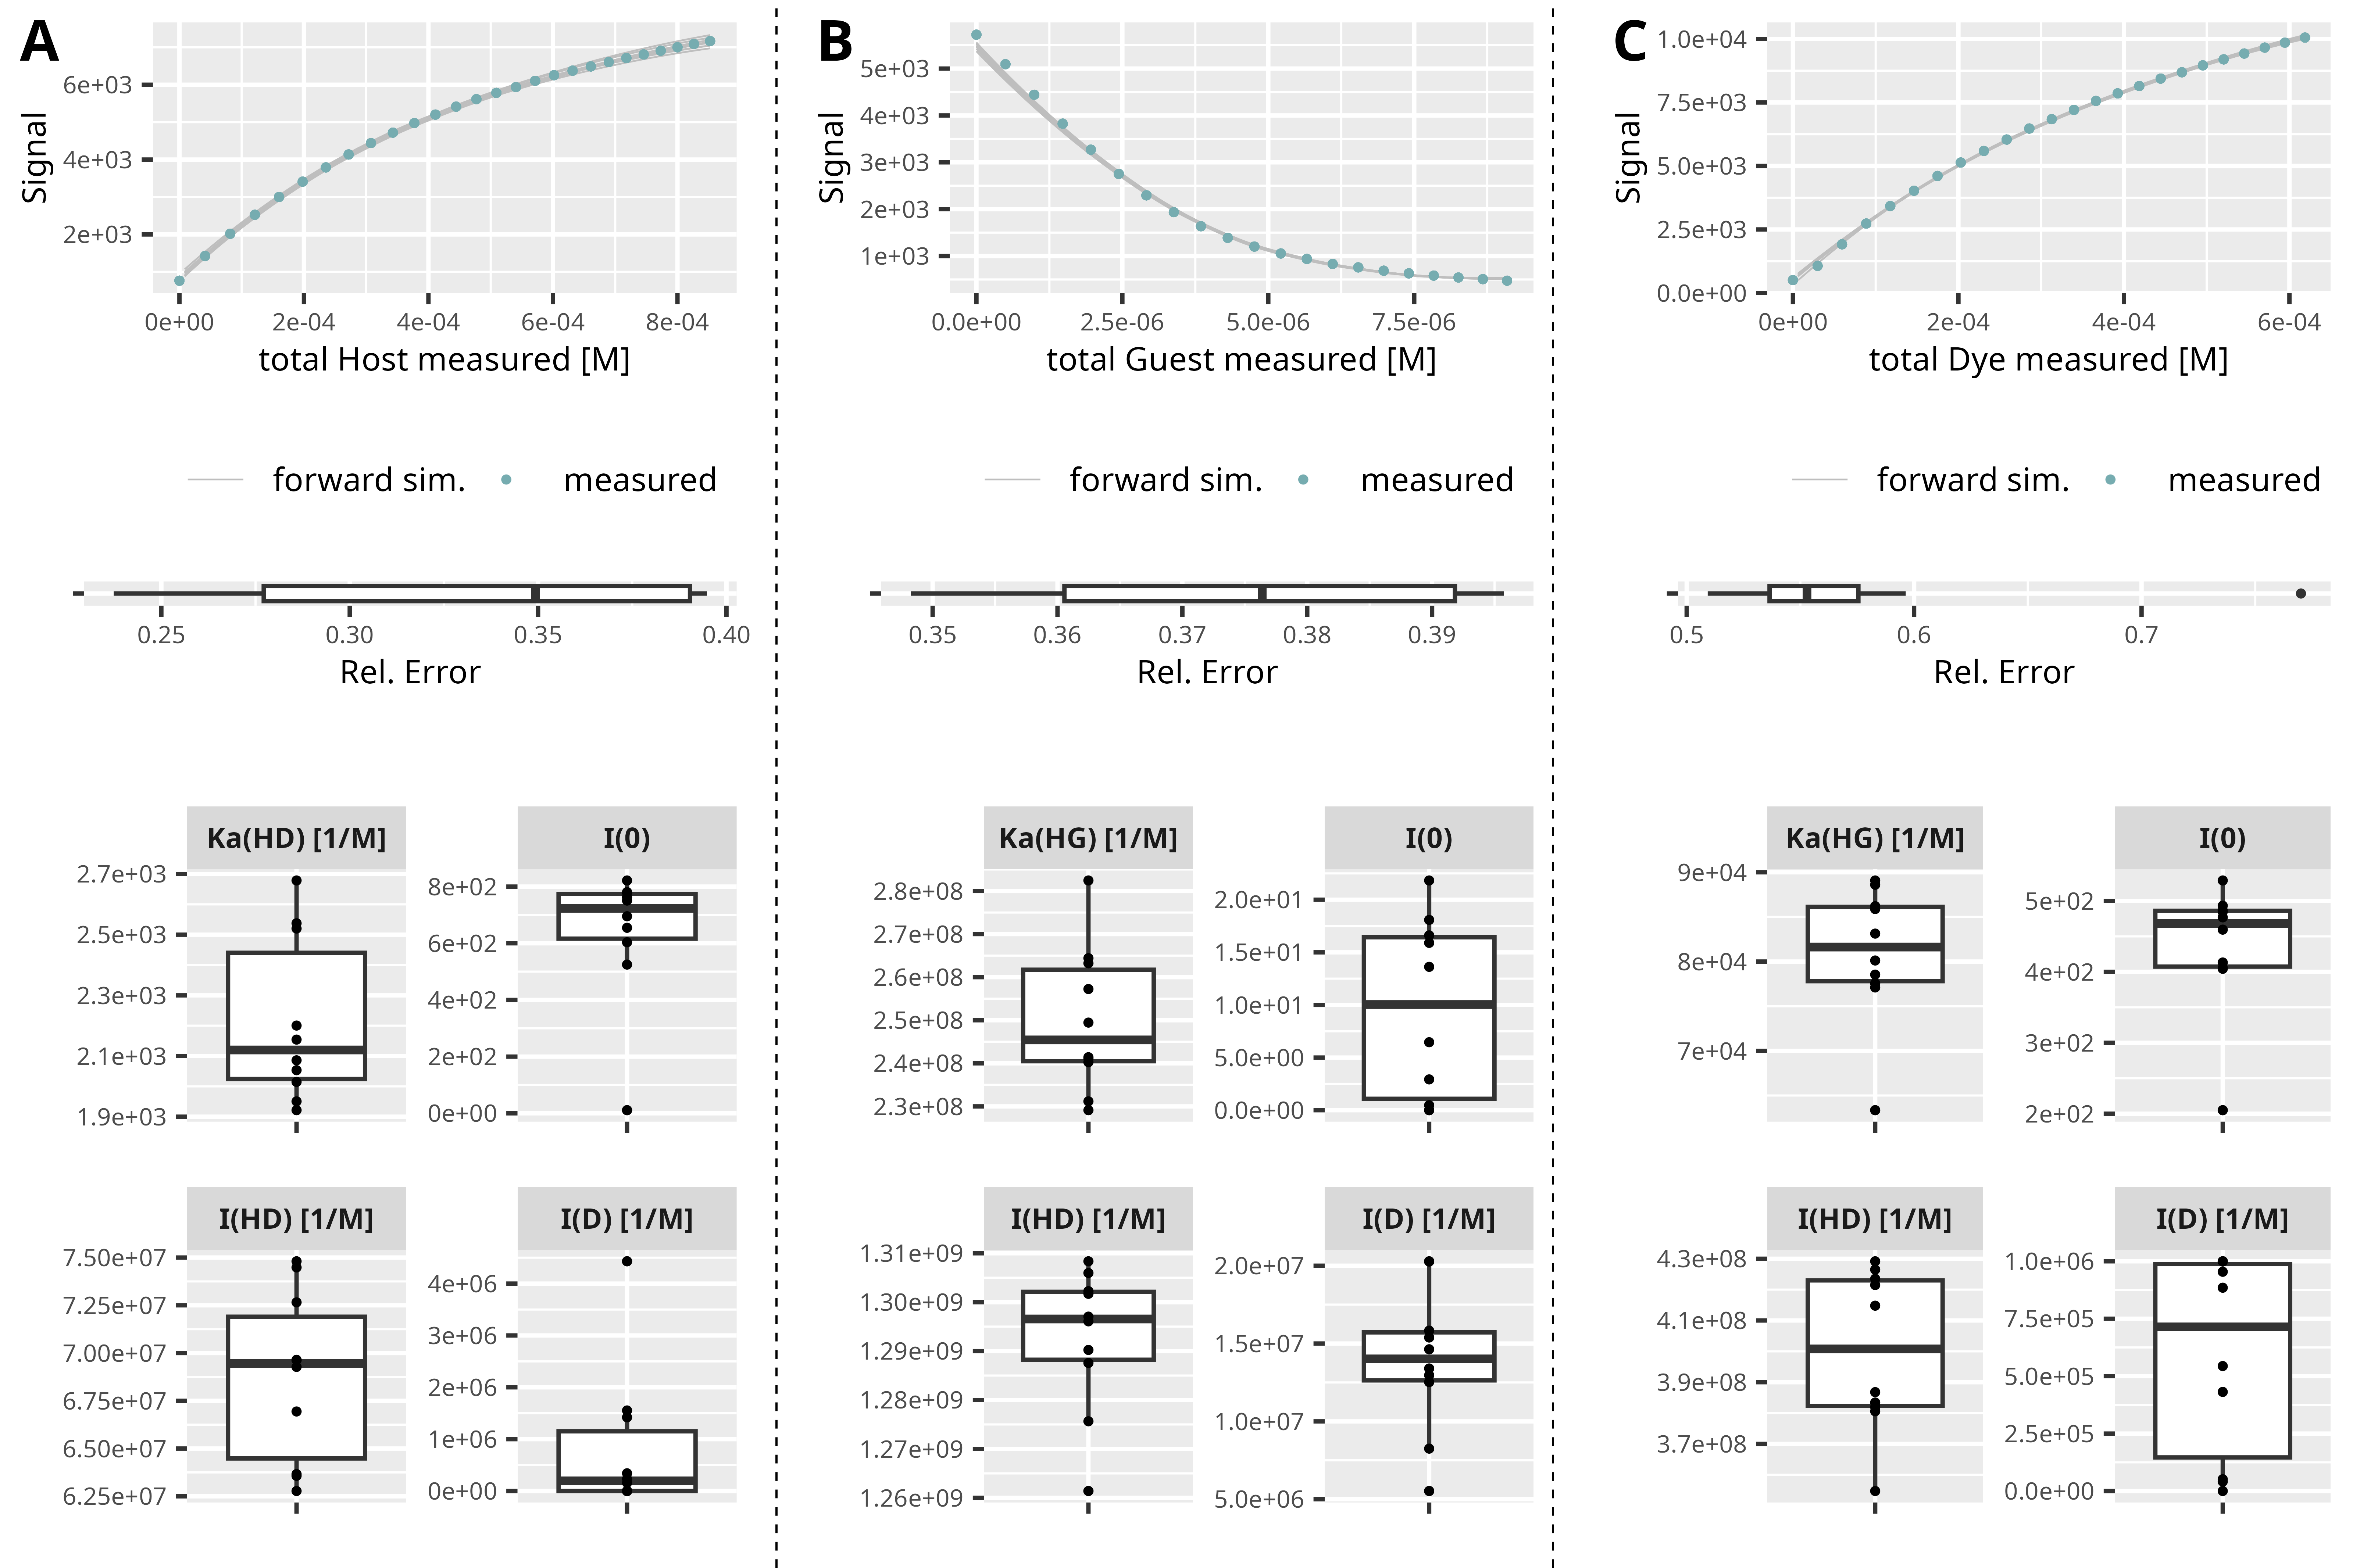 A
Signal
6e+03
4e+03
2e+03
0e+00 2e-04 4e-04 6e-04 8e-04
total Host measured [M]
forward sim. measured
0.25 0.30 0.35 0.40
Rel. Error
Ka(HD) [1/M]
2.7e+03
2.5e+03
2.3e+03
2.1e+03
1.9e+03
I(0)
8e+02
6e+02
4e+02
2e+02
0e+00
I(HD) [1/M]
7.50e+07
7.25e+07
7.00e+07
6.75e+07
6.50e+07
6.25e+07
I(D) [1/M]
4e+06
3e+06
2e+06
1e+06
0e+00
B
Signal
5e+03
4e+03
3e+03
2e+03
1e+03
0.0e+00 2.5e-06 5.0e-06 7.5e-06
total Guest measured [M]
forward sim. measured
0.35 0.36 0.37 0.38 0.39
Rel. Error
Ka(HG) [1/M]
2.8e+08
2.7e+08
2.6e+08
2.5e+08
2.4e+08
2.3e+08
I(0)
2.0e+01
1.5e+01
1.0e+01
5.0e+00
0.0e+00
I(HD) [1/M]
1.31e+09
1.30e+09
1.29e+09
1.28e+09
1.27e+09
1.26e+09
I(D) [1/M]
2.0e+07
1.5e+07
1.0e+07
5.0e+06
C
Signal
1.0e+04
7.5e+03
5.0e+03
2.5e+03
0.0e+00
0e+00 2e-04 4e-04 6e-04
total Dye measured [M]
forward sim. measured
0.5 0.6 0.7
Rel. Error
Ka(HG) [1/M]
9e+04
8e+04
7e+04
I(0)
5e+02
4e+02
3e+02
2e+02
I(HD) [1/M]
4.3e+08
4.1e+08
3.9e+08
3.7e+08
I(D) [1/M]
1.0e+06
7.5e+05
5.0e+05
2.5e+05
0.0e+00